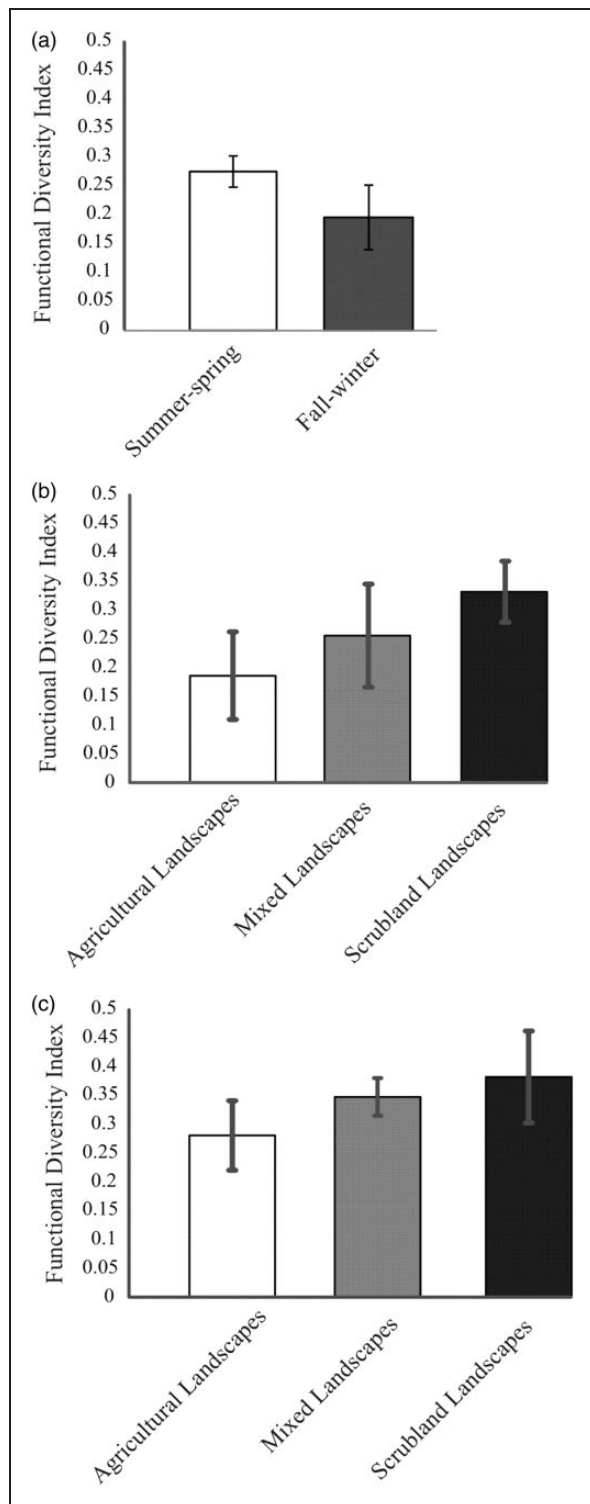 (a)
Functional Diversity Index
0.5
0.45
0.4
0.35
0.3
0.25
0.2
0.15
0.1
0.05
0
Summer-spring
Fall-winter
(b)
Functional Diversity Index
0.5
0.45
0.4
0.35
0.3
0.25
0.2
0.15
0.1
0.05
0
Agricultural Landscapes
Mixed Landscapes
Scrubland Landscapes
(c)
Functional Diversity Index
0.5
0.45
0.4
0.35
0.3
0.25
0.2
0.15
0.1
0.05
0
Agricultural Landscapes
Mixed Landscapes
Scrubland Landscapes